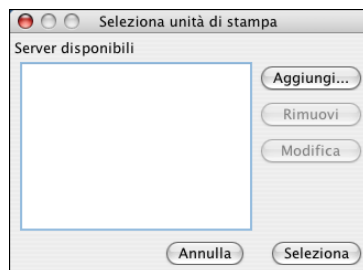 Seleziona unità di stampa
Server disponibili
Aggiungi...
Rimuovi
Modifica
Annulla
Seleziona